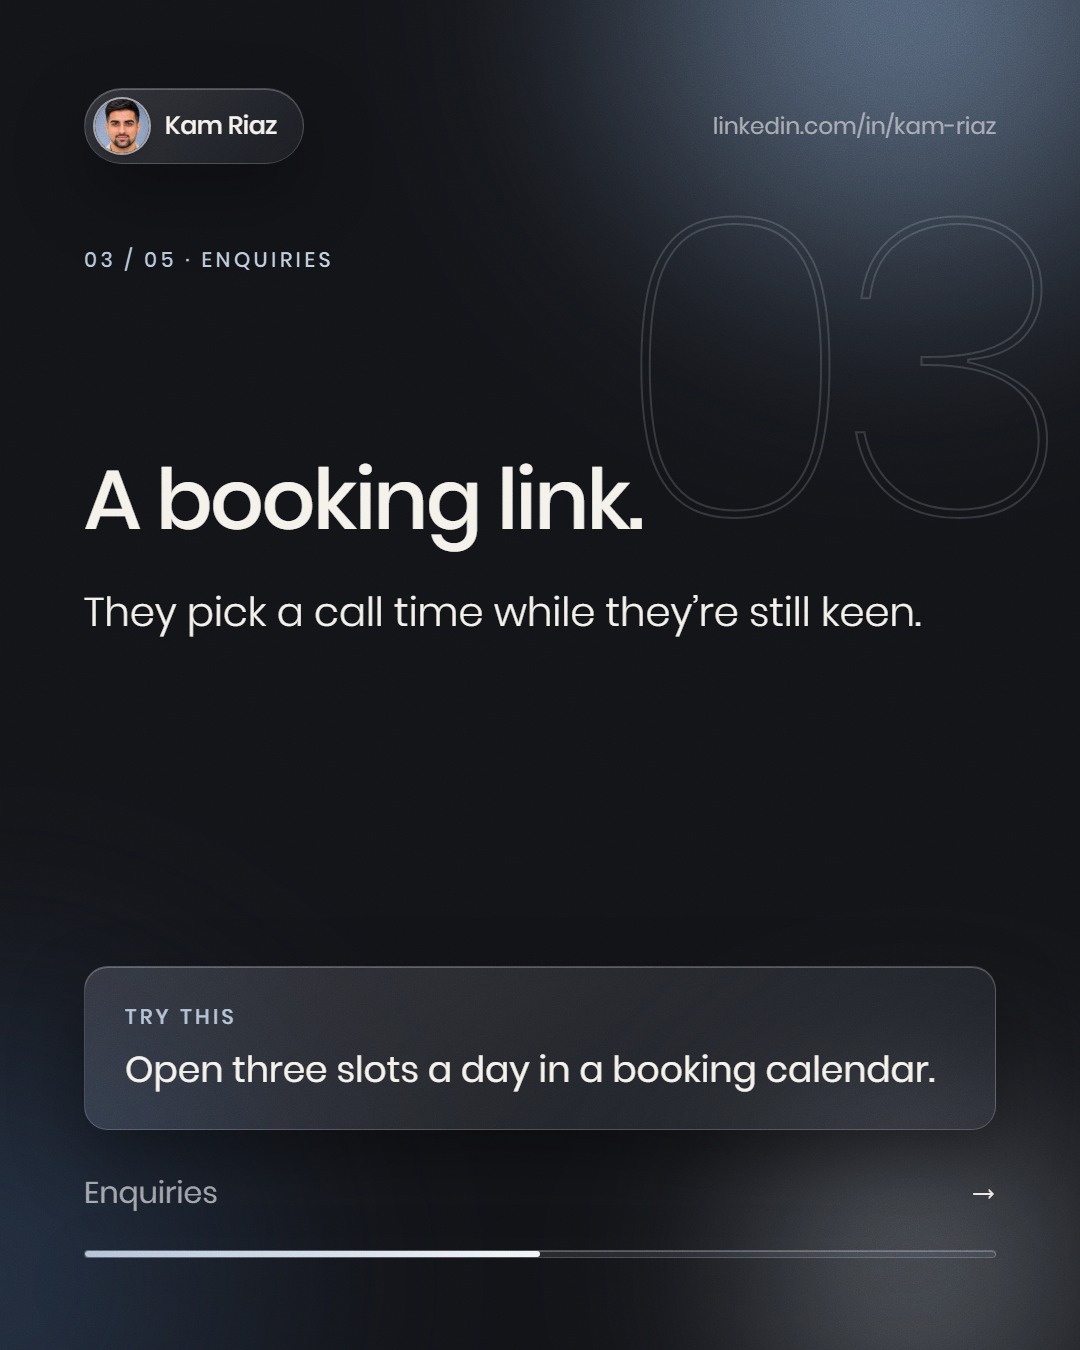 Kam Riaz
linkedin.com/in/kam-riaz
03 / 05 · ENQUIRIES
03
A booking link.
They pick a call time while they’re still keen.
TRY THIS
Open three slots a day in a booking calendar.
Enquiries →